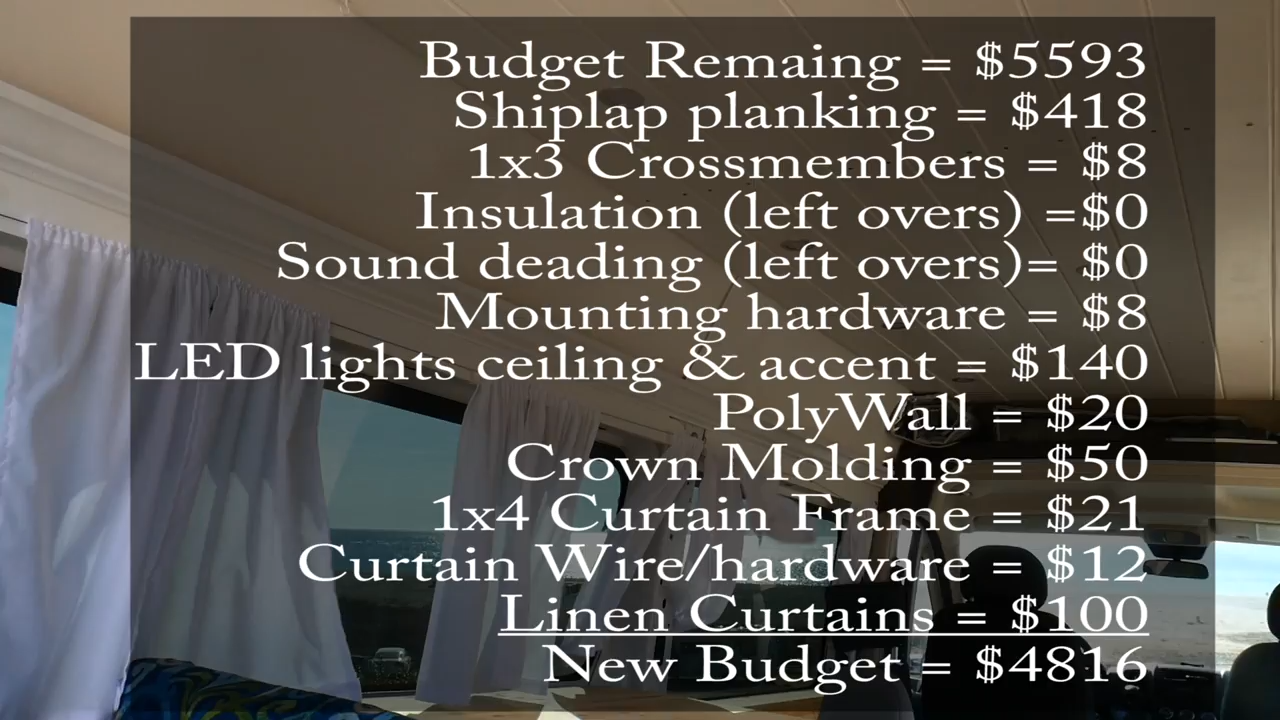 Budget Remaing = $5593
Shiplap planking = $418
1x3 Crossmembers = $8
Insulation (left overs) =$0
Sound deading (left overs)= $0
Mounting hardware = $8
LED lights ceiling & accent = $140
PolyWall = $20
Crown Molding = $50
1x4 Curtain Frame = $21
Curtain Wire/hardware = $12
Linen Curtains = $100
New Budget = $4816